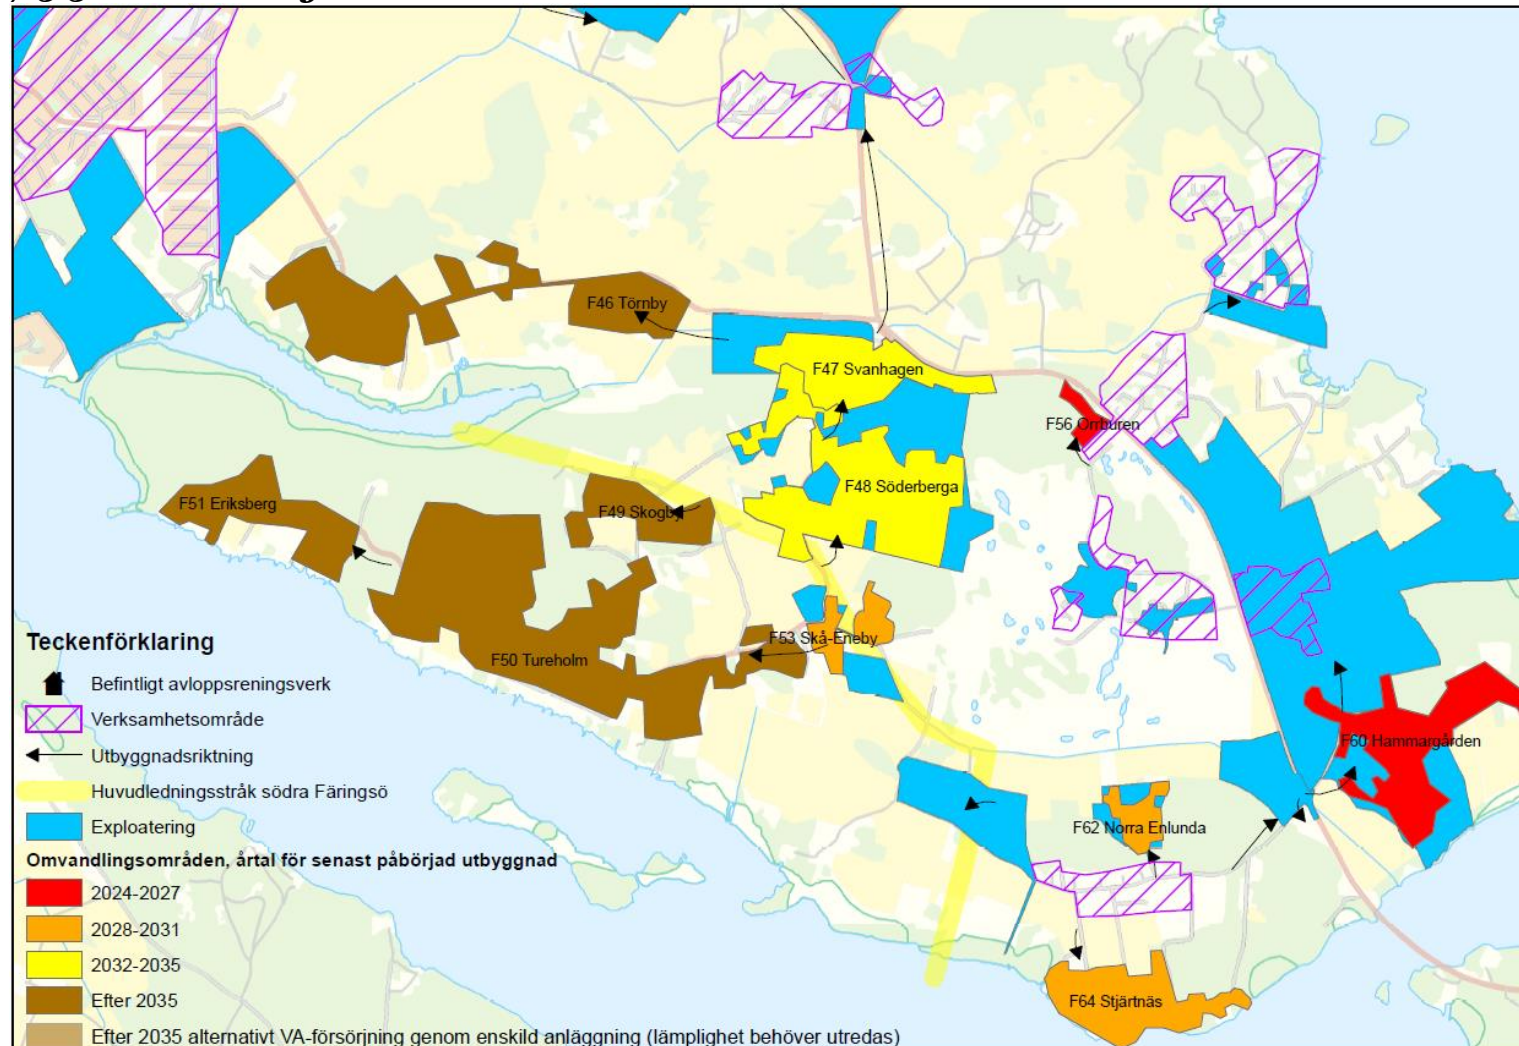 F46 Törnby
F47 Svanhagen
F56 Orrburen
F48 Söderberga
F51 Eriksberg
F49 Skogby
F53 Skå-Eneby
F50 Tureholm
F60 Hammargården
F62 Norra Enlunda
F64 Stjärtnäs
Teckenförklaring
Befintligt avloppsreningsverk
Verksamhetsområde
Utbyggnadsriktning
Huvudledningsstråk södra Färingsö
Exploatering
Omvandlingsområden, årtal för senast påbörjad utbyggnad
2024-2027
2028-2031
2032-2035
Efter 2035
Efter 2035 alternativt VA-försörjning genom enskild anläggning (lämplighet behöver utredas)